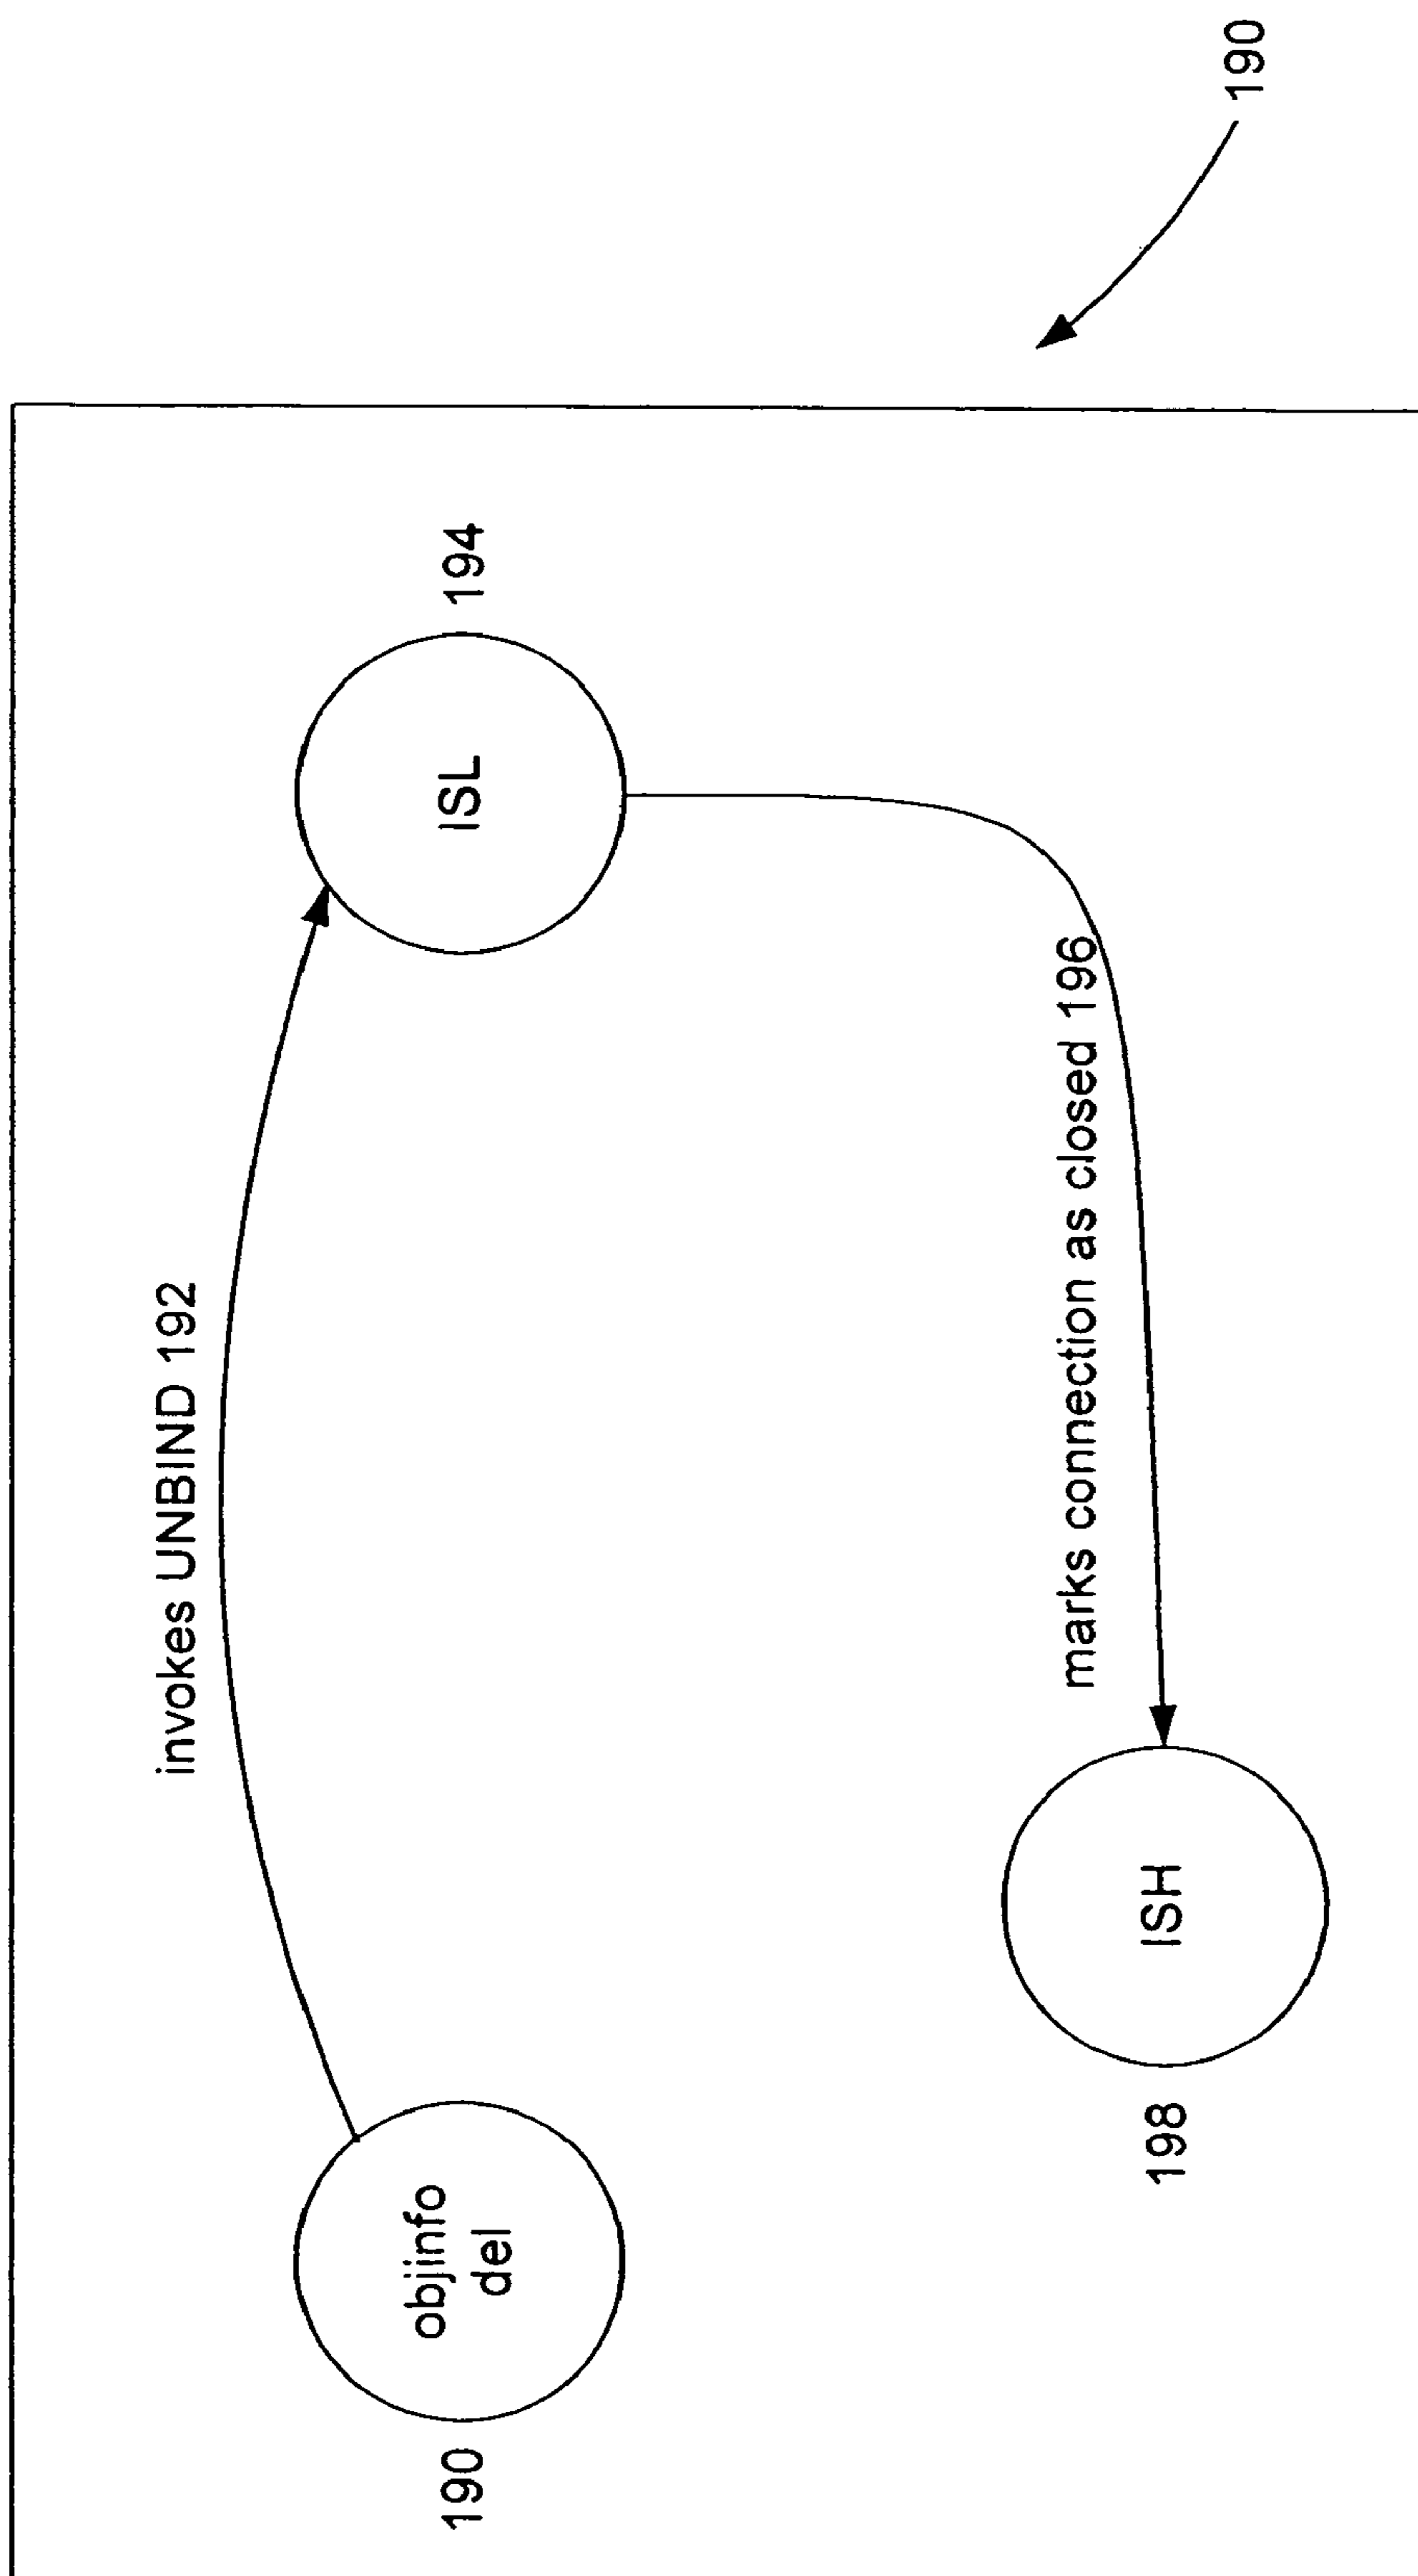 invokes UNBIND 192
190
objinfo
del
ISL
194
marks connection as closed 196
198
ISH
190